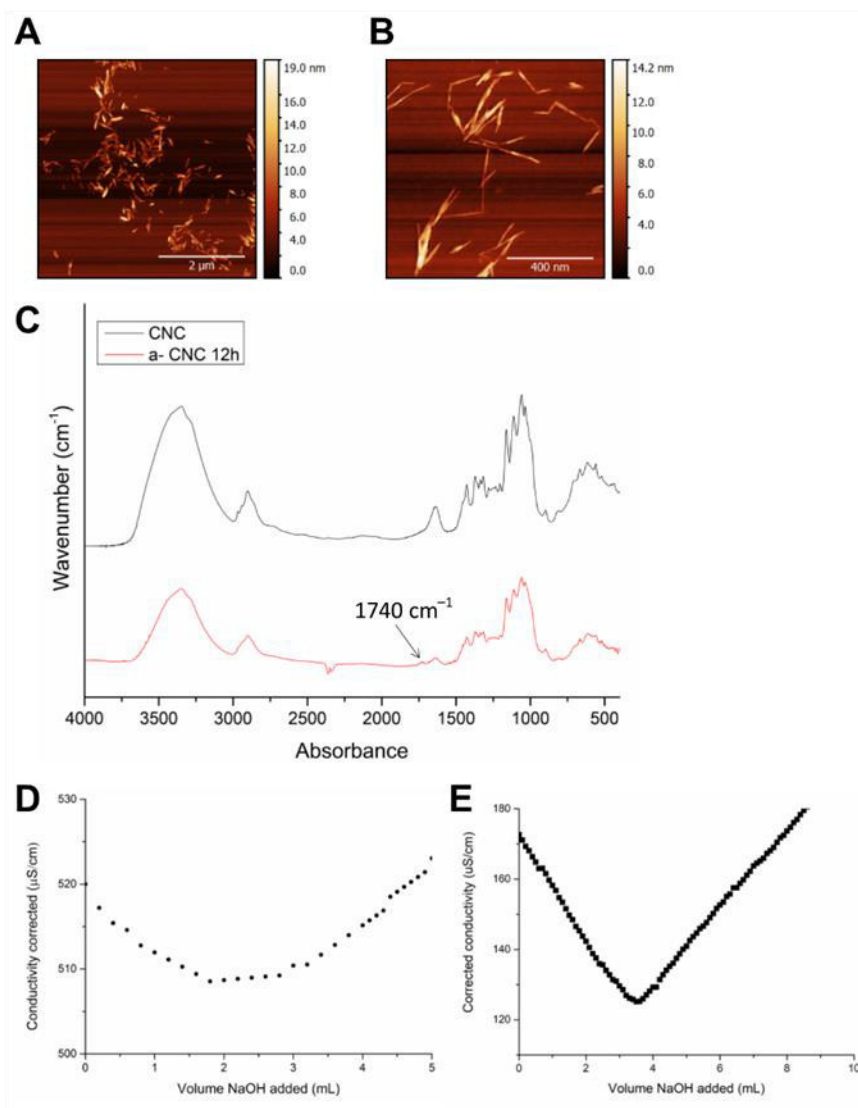 A
19.0 nm
16.0
14.0
12.0
10.0
8.0
6.0
4.0
2.0
0.0
2 µm
B
14.2 nm
12.0
10.0
8.0
6.0
4.0
2.0
0.0
400 nm
C
CNC
a- CNC 12h
Wavenumber (cm⁻¹)
1740 cm⁻¹
4000 3500 3000 2500 2000 1500 1000 500
Absorbance
D
530
520
510
500
Conductivity corrected (µS/cm)
0 1 2 3 4 5
Volume NaOH added (mL)
E
180
160
140
120
Corrected conductivity (uS/cm)
0 2 4 6 8 10
Volume NaOH added (mL)